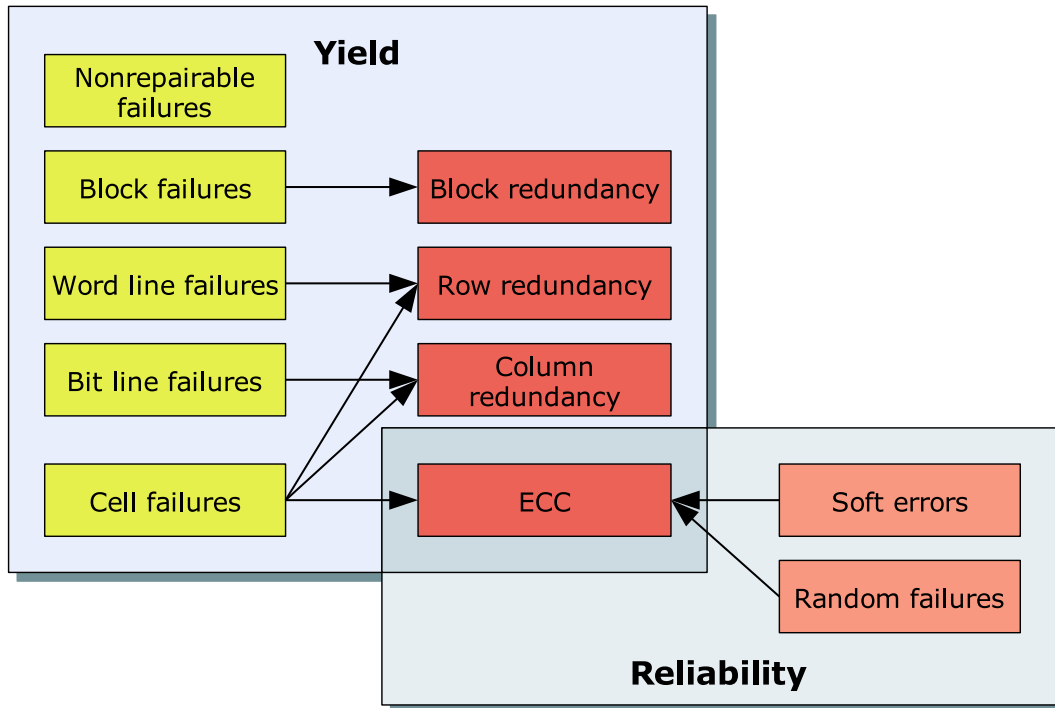 Yield
Nonrepairable
failures
Block failures
Block redundancy
Word line failures
Row redundancy
Bit line failures
Column
redundancy
Cell failures
ECC
Soft errors
Random failures
Reliability